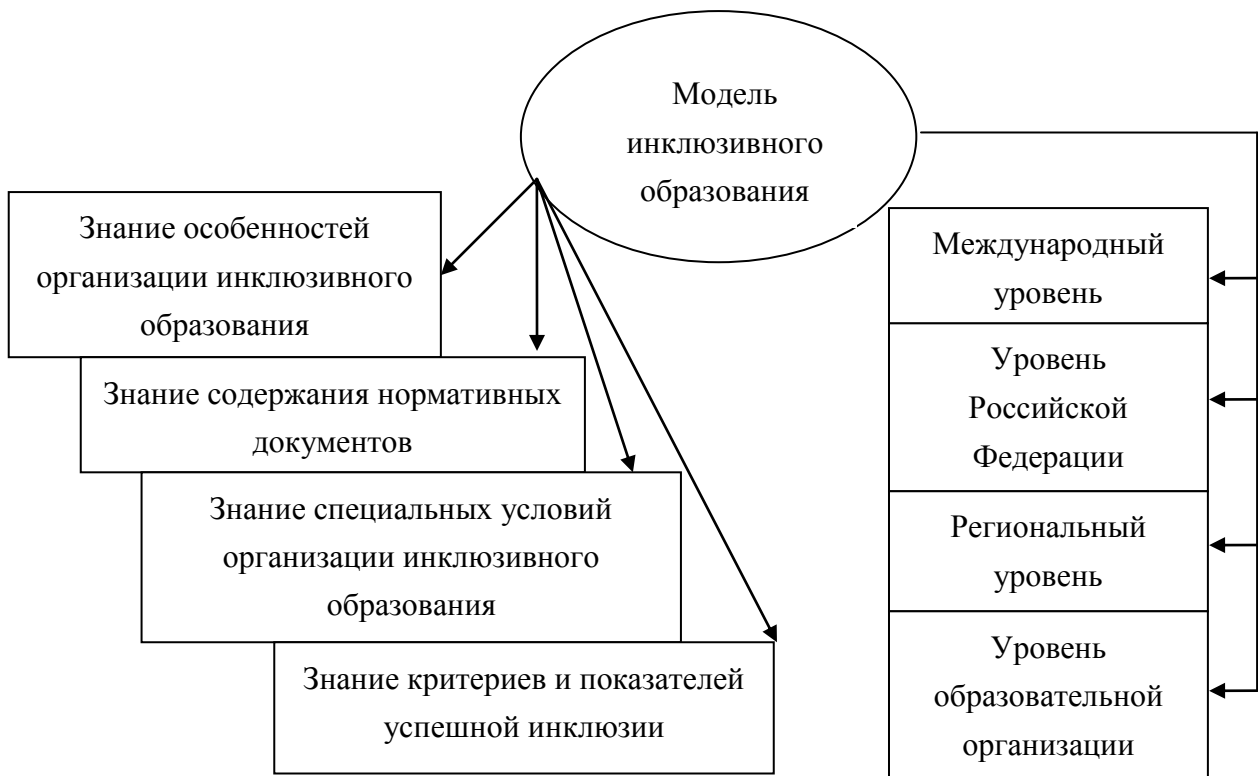 Модель
инклюзивного
образования
Знание особенностей
организации инклюзивного
образования
Знание содержания нормативных
документов
Знание специальных условий
организации инклюзивного
образования
Знание критериев и показателей
успешной инклюзии
Международный
уровень
Уровень
Российской
Федерации
Региональный
уровень
Уровень
образовательной
организации